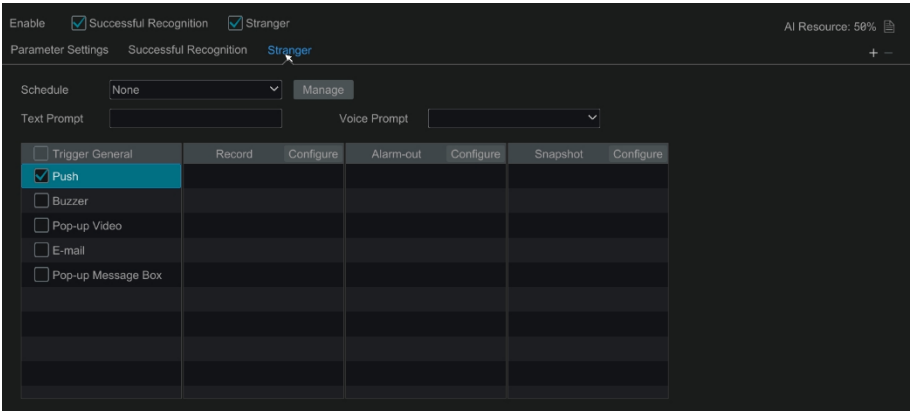 Enable Successful Recognition Stranger AI Resource: 50%
Parameter Settings Successful Recognition Stranger + −
Schedule None Manage
Text Prompt Voice Prompt
Trigger General Record Configure Alarm-out Configure Snapshot Configure
Push
Buzzer
Pop-up Video
E-mail
Pop-up Message Box